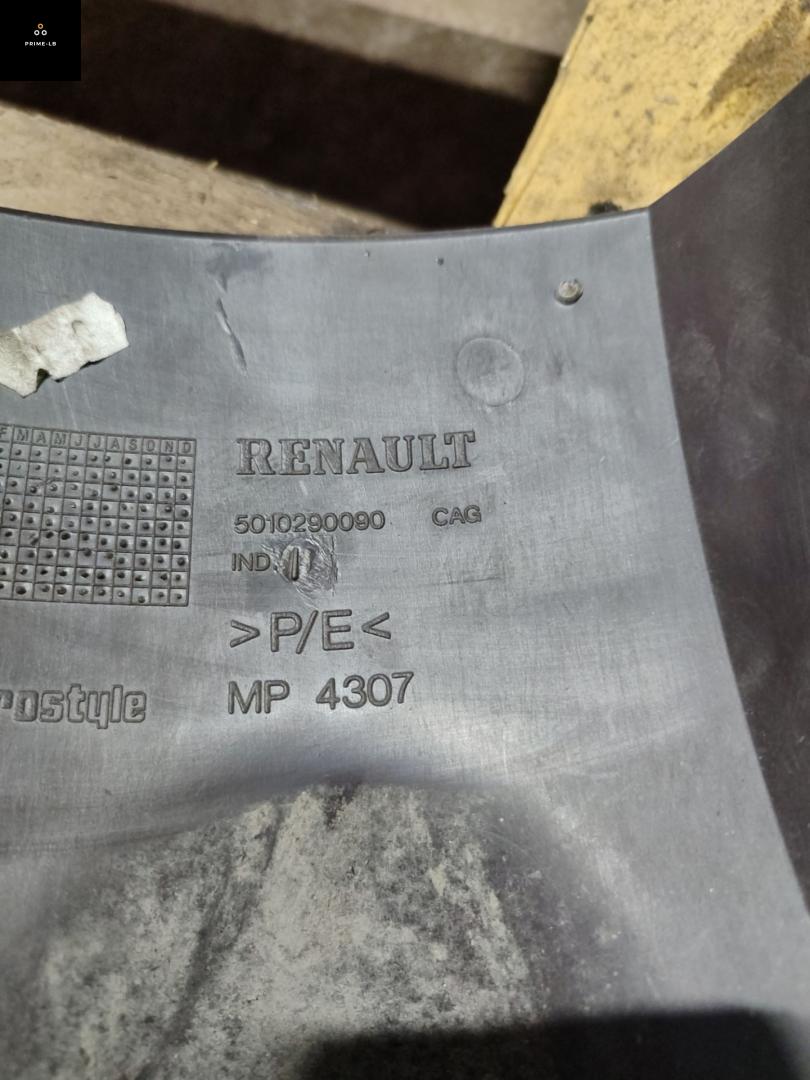 PRIME-LB
F M A M J J A S O N D
RENAULT
5010290090 CAG
IND.
>P/E<
rostyle
MP 4307